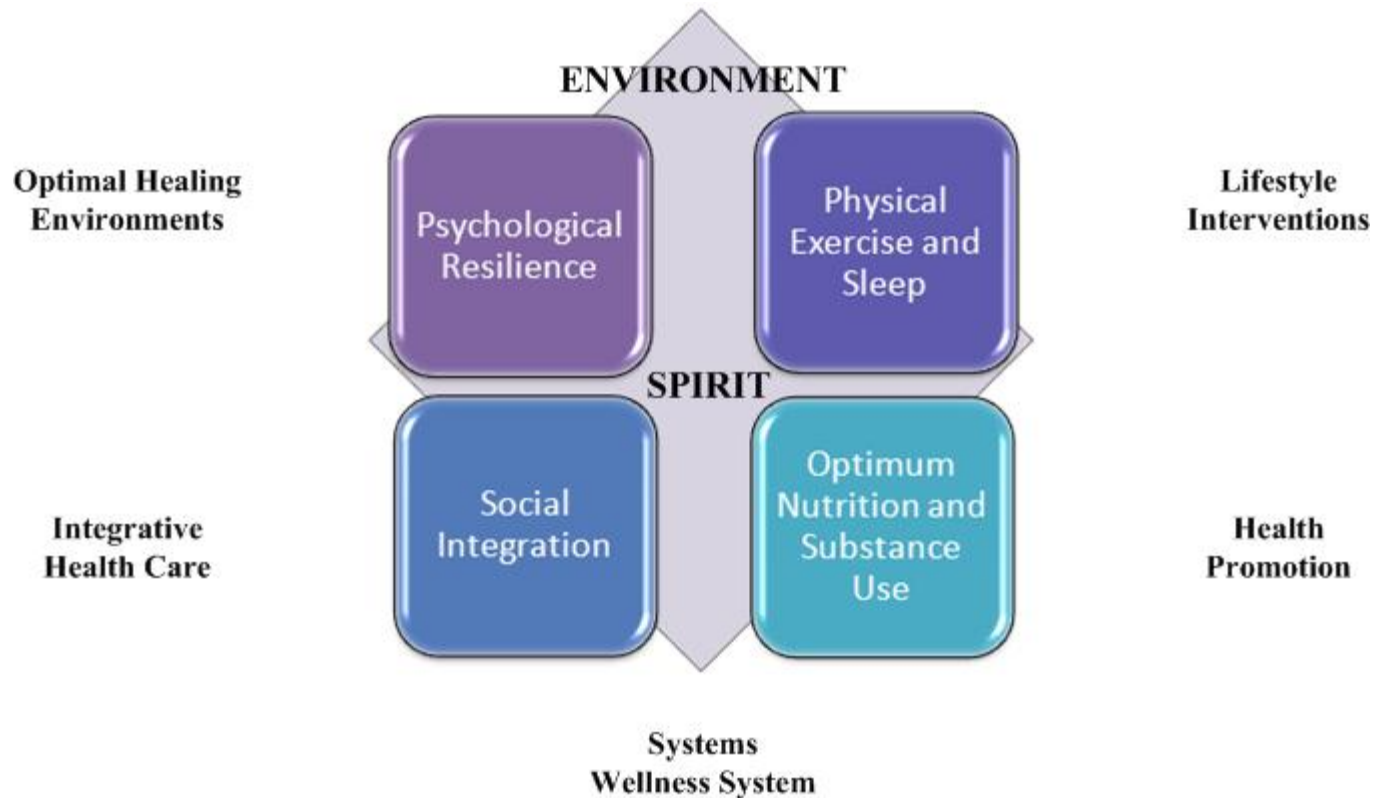 ENVIRONMENT
Optimal Healing
Environments
Psychological
Resilience
Physical
Exercise and
Sleep
Lifestyle
Interventions
SPIRIT
Integrative
Health Care
Social
Integration
Optimum
Nutrition and
Substance
Use
Health
Promotion
Systems
Wellness System